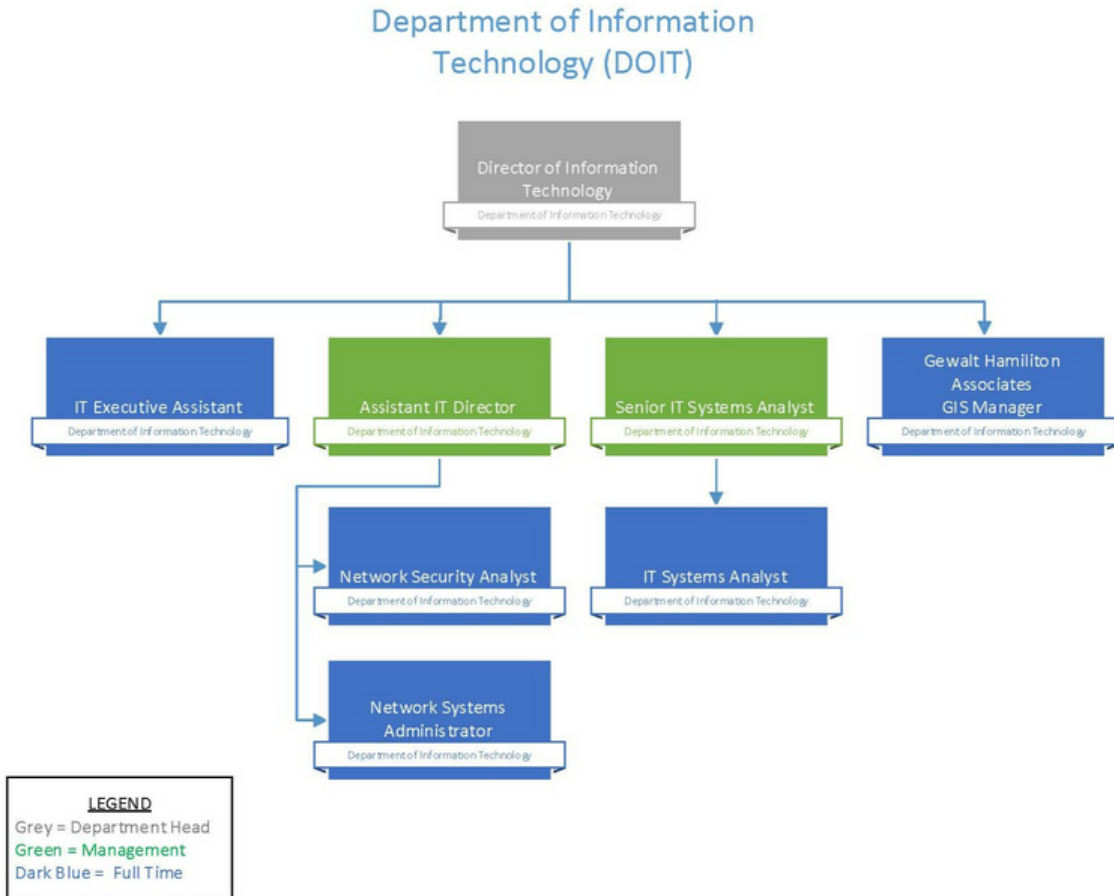 Department of Information
Technology (DOIT)
Director of Information
Technology
Department of Information Technology
IT Executive Assistant
Department of Information Technology
Assistant IT Director
Department of Information Technology
Senior IT Systems Analyst
Department of Information Technology
Gewalt Hamiliton
Associates
GIS Manager
Department of Information Technology
Network Security Analyst
Department of Information Technology
IT Systems Analyst
Department of Information Technology
Network Systems
Administrator
Department of Information Technology
LEGEND
Grey = Department Head
Green = Management
Dark Blue = Full Time